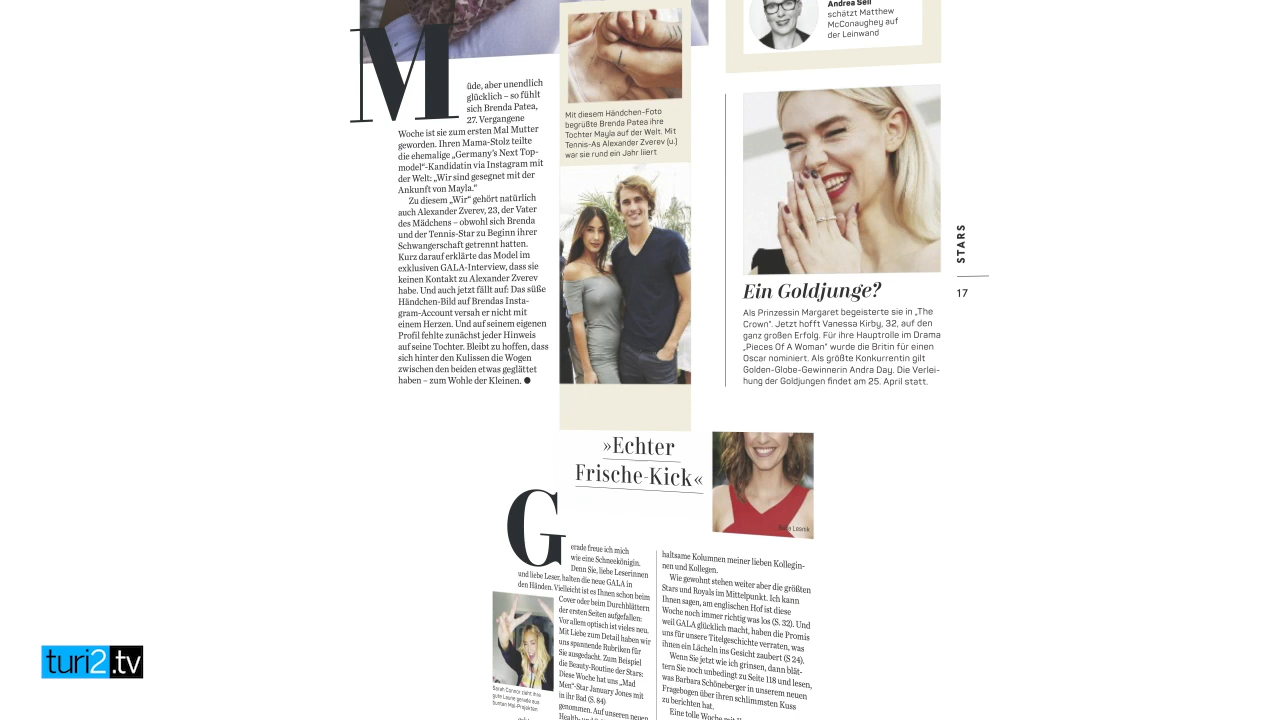 Andrea Seli
schätzt Matthew
McConaughey auf
der Leinwand
Müde, aber unendlich
glücklich – so fühlt
sich Brenda Patea,
27. Vergangene
Woche ist sie zum ersten Mal Mutter
geworden. Ihren Mama-Stolz teilte
die ehemalige „Germany's Next Top-
model"-Kandidatin via Instagram mit
der Welt: „Wir sind gesegnet mit der
Ankunft von Mayla."
Zu diesem „Wir" gehört natürlich
auch Alexander Zverev, 23, der Vater
des Mädchens – obwohl sich Brenda
und der Tennis-Star zu Beginn ihrer
Schwangerschaft getrennt hatten.
Kurz darauf erklärte das Model im
exklusiven GALA-Interview, dass sie
keinen Kontakt zu Alexander Zverev
habe. Und auch jetzt fällt auf: Das süße
Händchen-Bild auf Brendas Insta-
gram-Account versah er nicht mit
einem Herzen. Und auf seinem eigenen
Profil fehlte zunächst jeder Hinweis
auf seine Tochter. Bleibt zu hoffen, dass
sich hinter den Kulissen die Wogen
zwischen den beiden etwas geglättet
haben – zum Wohle der Kleinen. ●
Mit diesem Händchen-Foto
begrüßte Brenda Patea ihre
Tochter Mayla auf der Welt. Mit
Tennis-As Alexander Zverev (u.)
war sie rund ein Jahr liiert
Ein Goldjunge?
Als Prinzessin Margaret begeisterte sie in „The
Crown". Jetzt hofft Vanessa Kirby, 32, auf den
ganz großen Erfolg. Für ihre Hauptrolle im Drama
„Pieces Of A Woman" wurde die Britin für einen
Oscar nominiert. Als größte Konkurrentin gilt
Golden-Globe-Gewinnerin Andra Day. Die Verlei-
hung der Goldjungen findet am 25. April statt.
STARS
17
»Echter
Frische-Kick«
Lesnik
Gerade freue ich mich
wie eine Schneekönigin.
Denn Sie, liebe Leserinnen
und liebe Leser, halten die neue GALA in
den Händen. Vielleicht ist es Ihnen schon beim
Cover oder beim Durchblättern
der ersten Seiten aufgefallen:
Vor allem optisch ist vieles neu.
Mit Liebe zum Detail haben wir
uns spannende Rubriken für
Sie ausgedacht. Zum Beispiel
die Beauty-Routine der Stars:
Diese Woche hat uns „Mad
Men"-Star January Jones mit
in ihr Bad (S. 84)
genommen. Auf unseren neuen
Sarah Connor zieht ihre
gute Laune gerade aus
bunten Mal-Projekten
haltsame Kolumnen meiner lieben Kollegin-
nen und Kollegen.
Wie gewohnt stehen weiter aber die größten
Stars und Royals im Mittelpunkt. Ich kann
Ihnen sagen, am englischen Hof ist diese
Woche noch immer richtig was los (S. 32). Und
weil GALA glücklich macht, haben die Promis
uns für unsere Titelgeschichte verraten, was
ihnen ein Lächeln ins Gesicht zaubert (S 24).
Wenn Sie jetzt wie ich grinsen, dann blät-
tern Sie noch unbedingt zu Seite 118 und lesen,
was Barbara Schöneberger in unserem neuen
Fragebogen über ihren schlimmsten Kuss
zu berichten hat.
Eine tolle Woche mit
turi2.tv